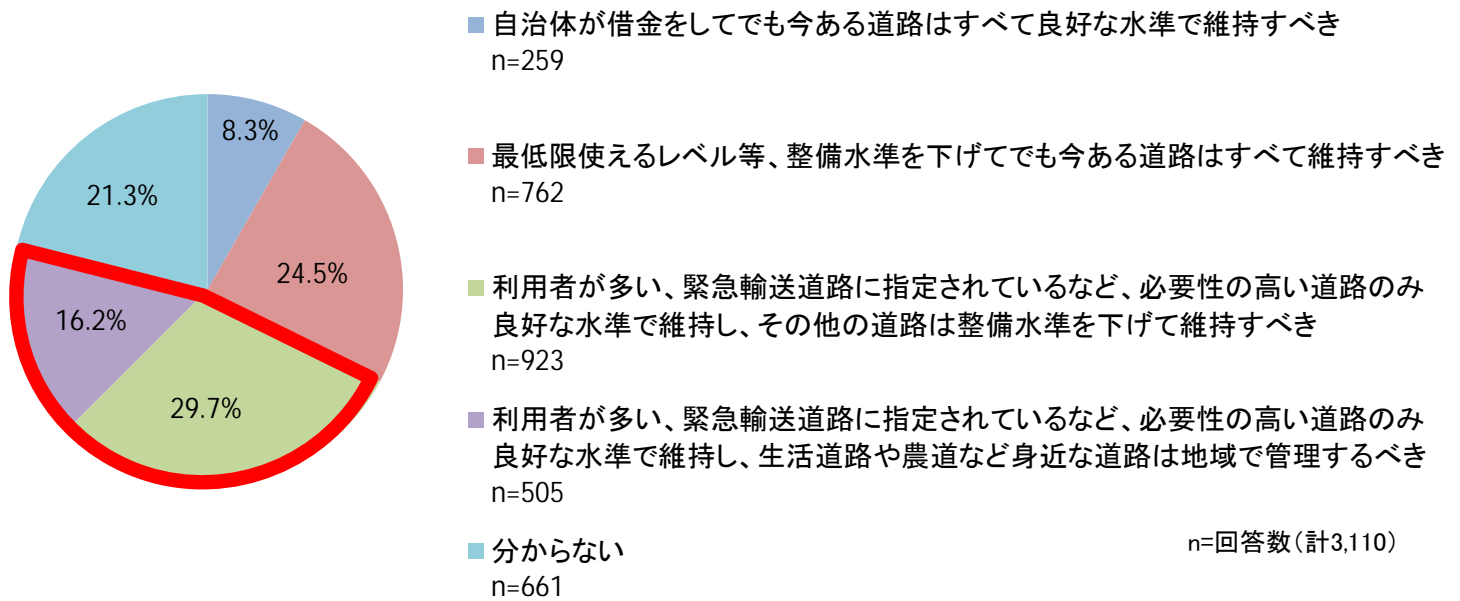 自治体が借金をしてでも今ある道路はすべて良好な水準で維持すべき
n=259
8.3%
最低限使えるレベル等、整備水準を下げてでも今ある道路はすべて維持すべき
n=762
21.3%
24.5%
利用者が多い、緊急輸送道路に指定されているなど、必要性の高い道路のみ
良好な水準で維持し、その他の道路は整備水準を下げて維持すべき
n=923
16.2%
29.7%
利用者が多い、緊急輸送道路に指定されているなど、必要性の高い道路のみ
良好な水準で維持し、生活道路や農道など身近な道路は地域で管理するべき
n=505
分からない
n=661
n=回答数(計3,110)